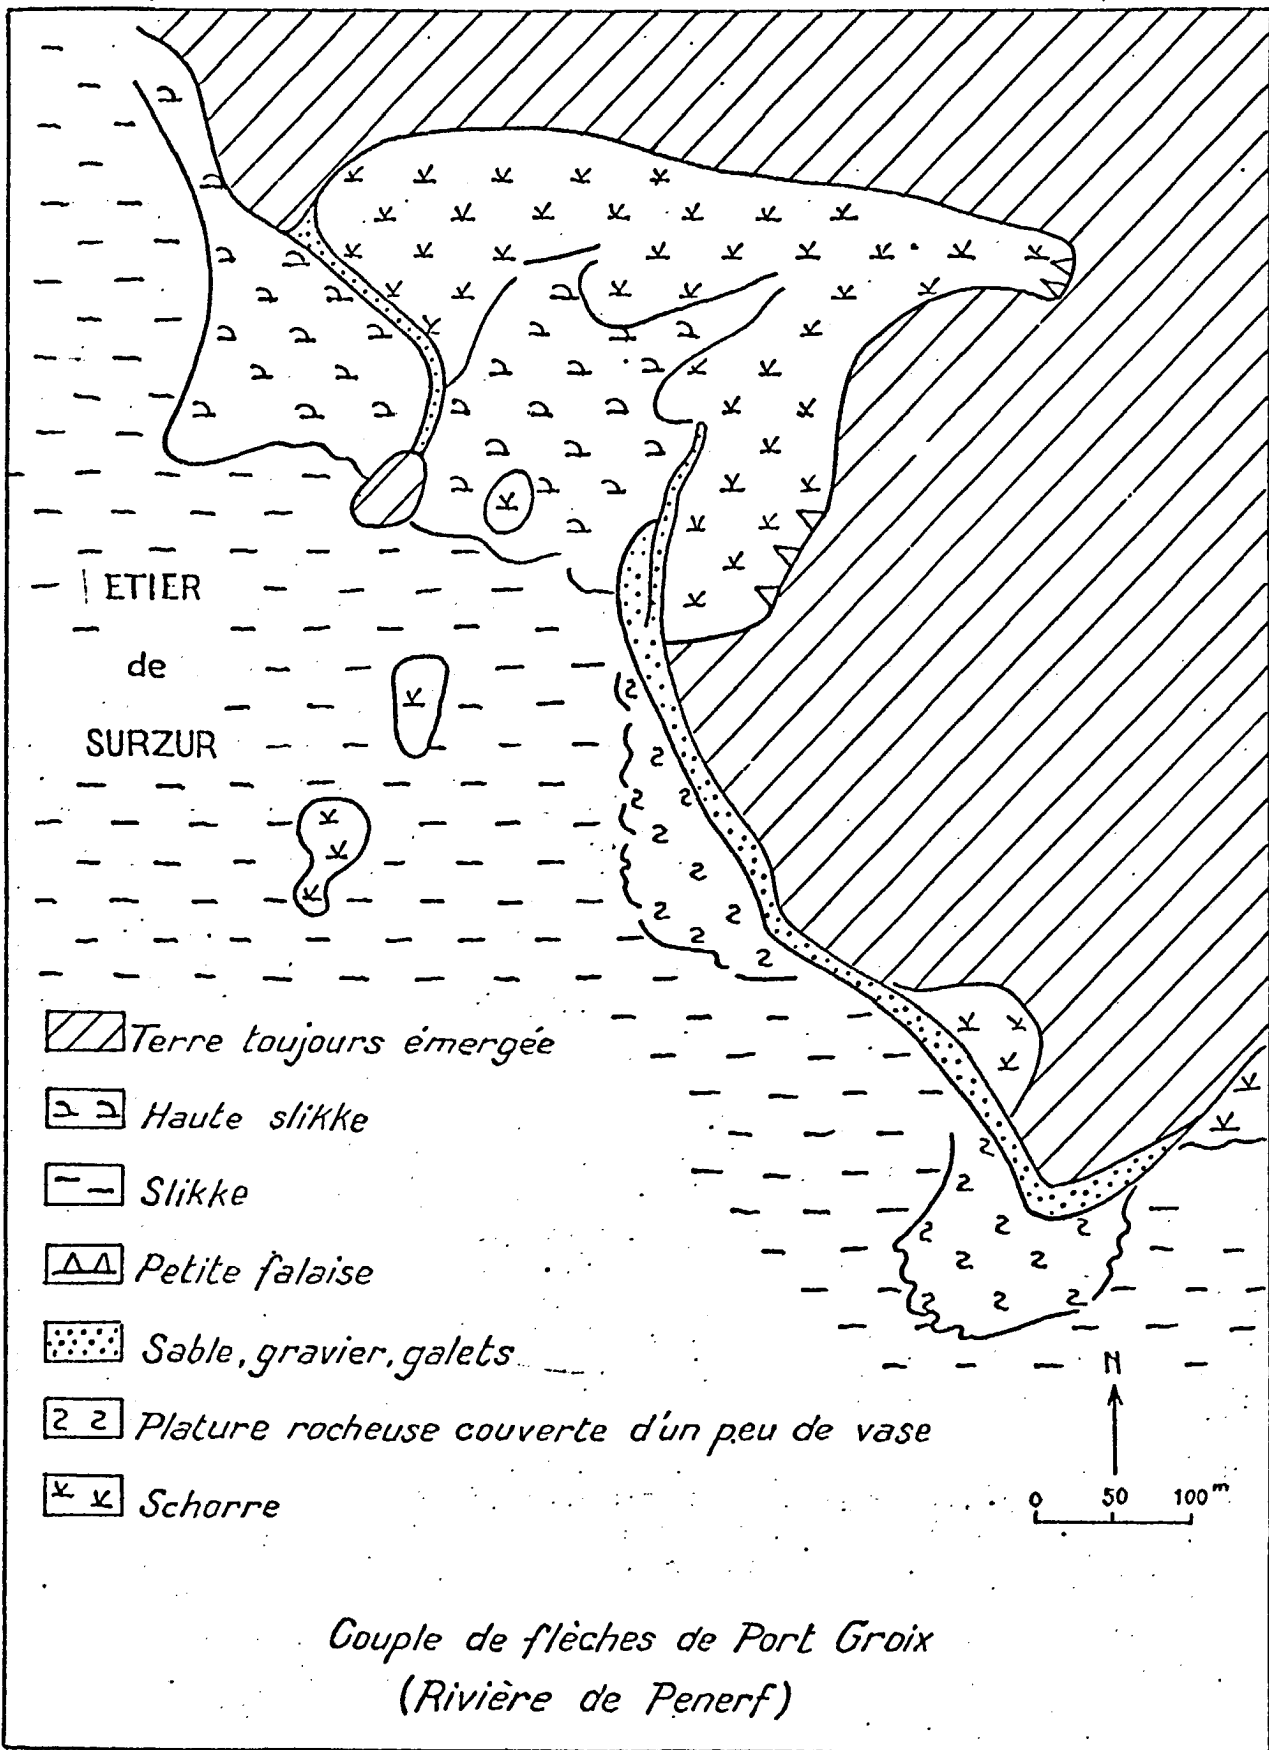 ETIER
de
SURZUR
Terre toujours émergée
Haute slikke
Slikke
Petite falaise
Sable, gravier, galets
Plature rocheuse couverte d'un peu de vase
Schorre
N
0 50 100 m
Couple de flèches de Port Groix
(Rivière de Penerf)